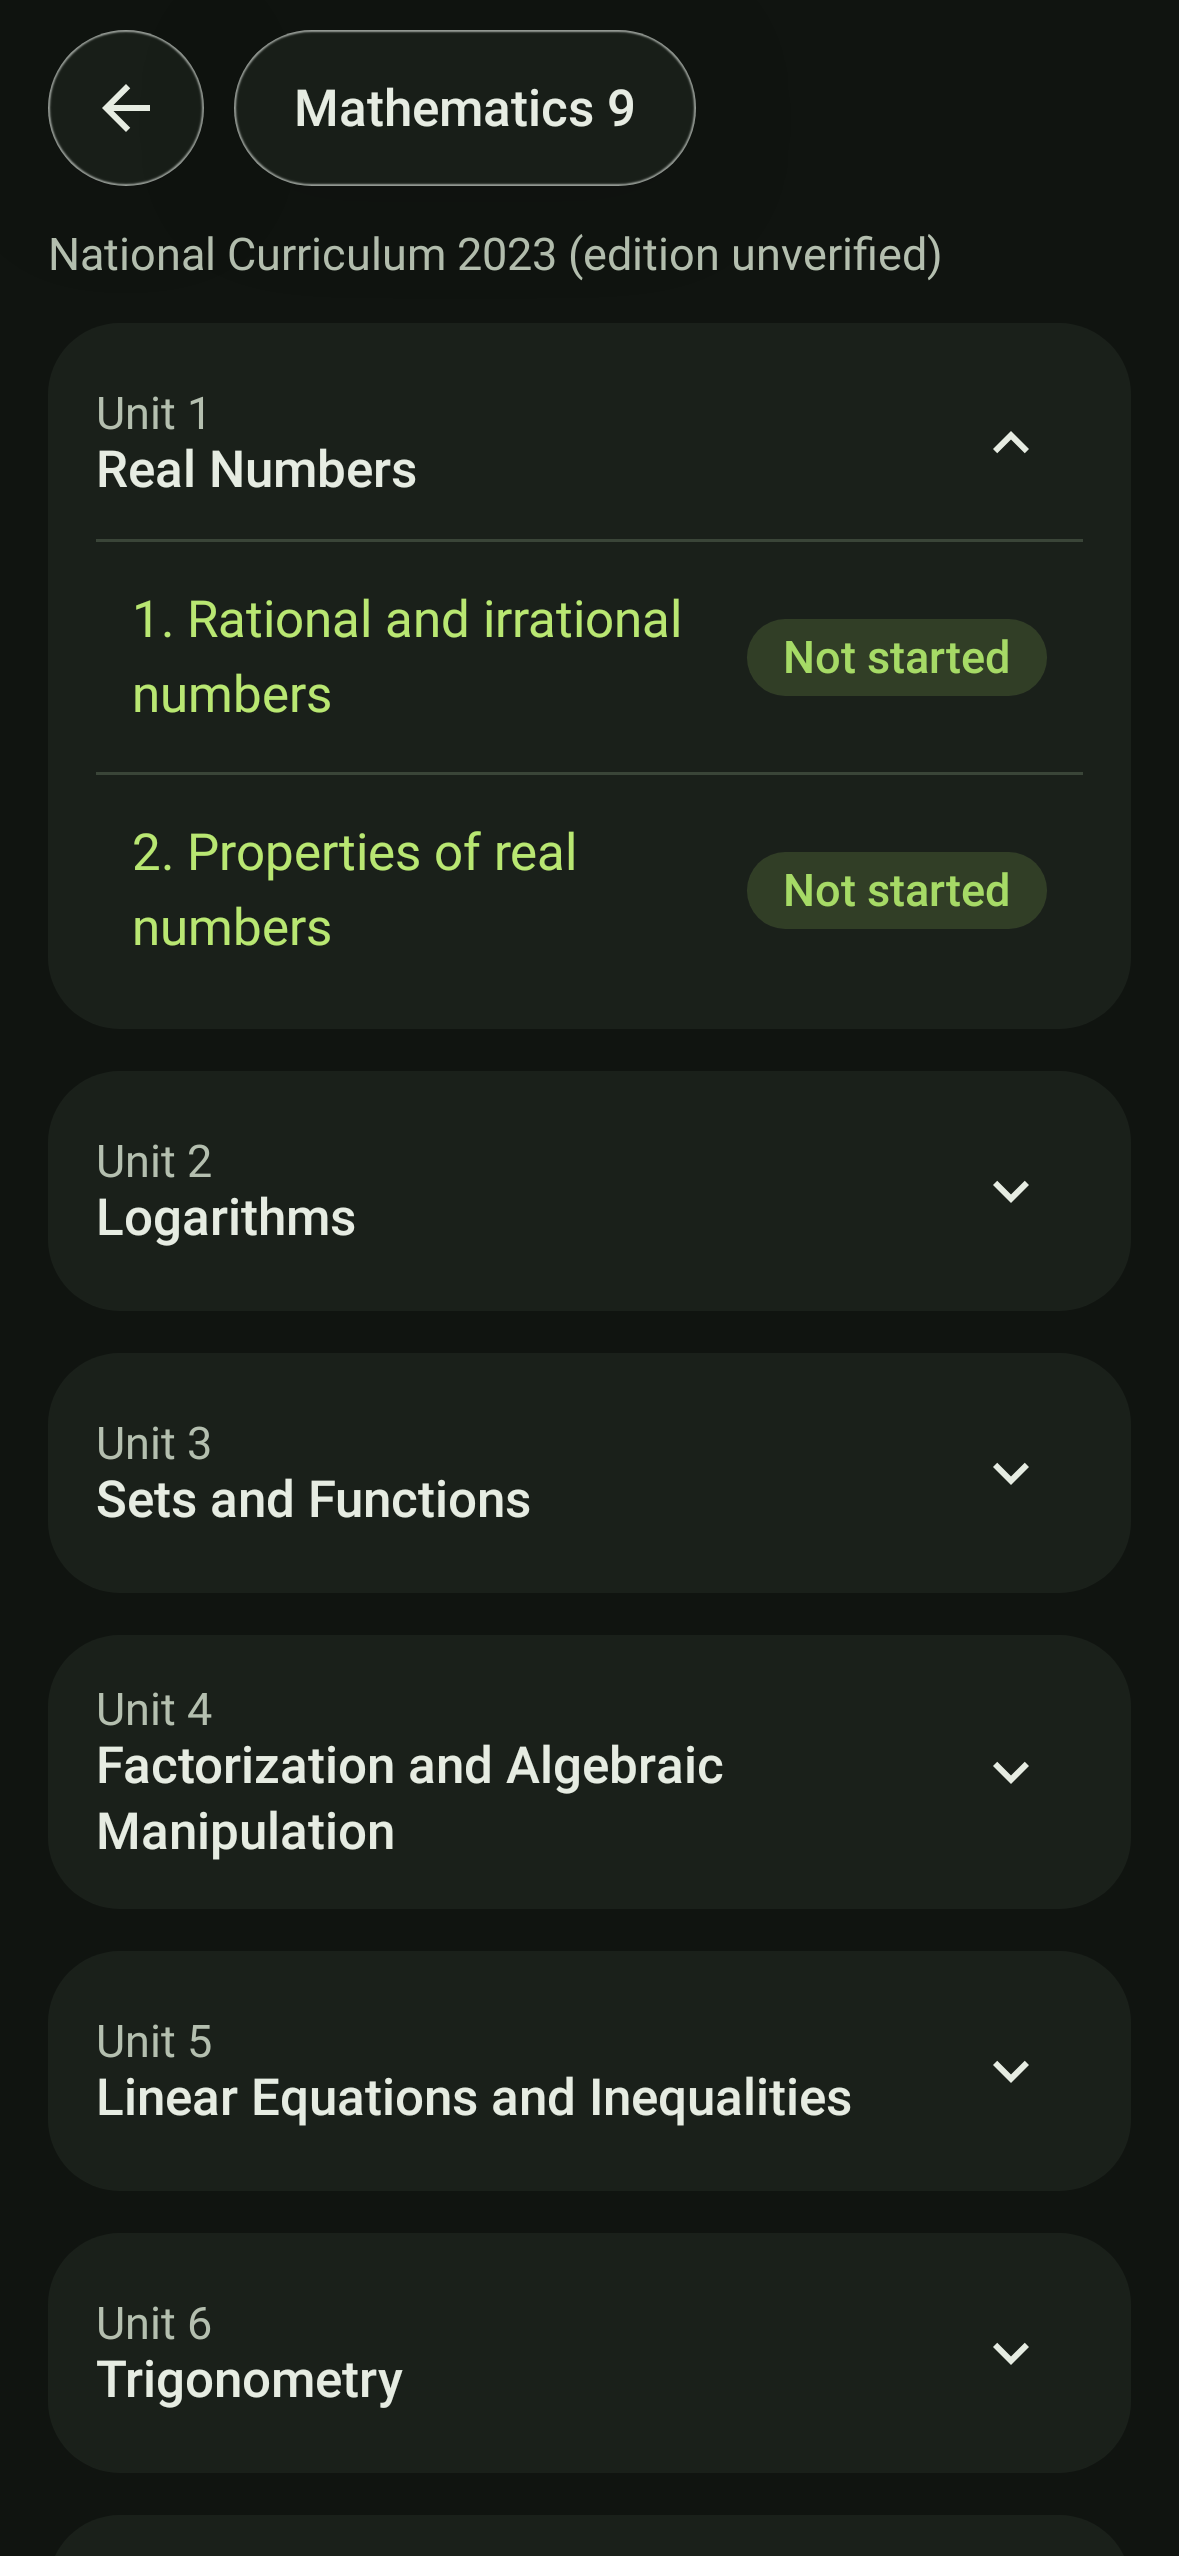 Mathematics 9
National Curriculum 2023 (edition unverified)
Unit 1
Real Numbers
1. Rational and irrational
numbers
Not started
2. Properties of real
numbers
Not started
Unit 2
Logarithms
Unit 3
Sets and Functions
Unit 4
Factorization and Algebraic
Manipulation
Unit 5
Linear Equations and Inequalities
Unit 6
Trigonometry